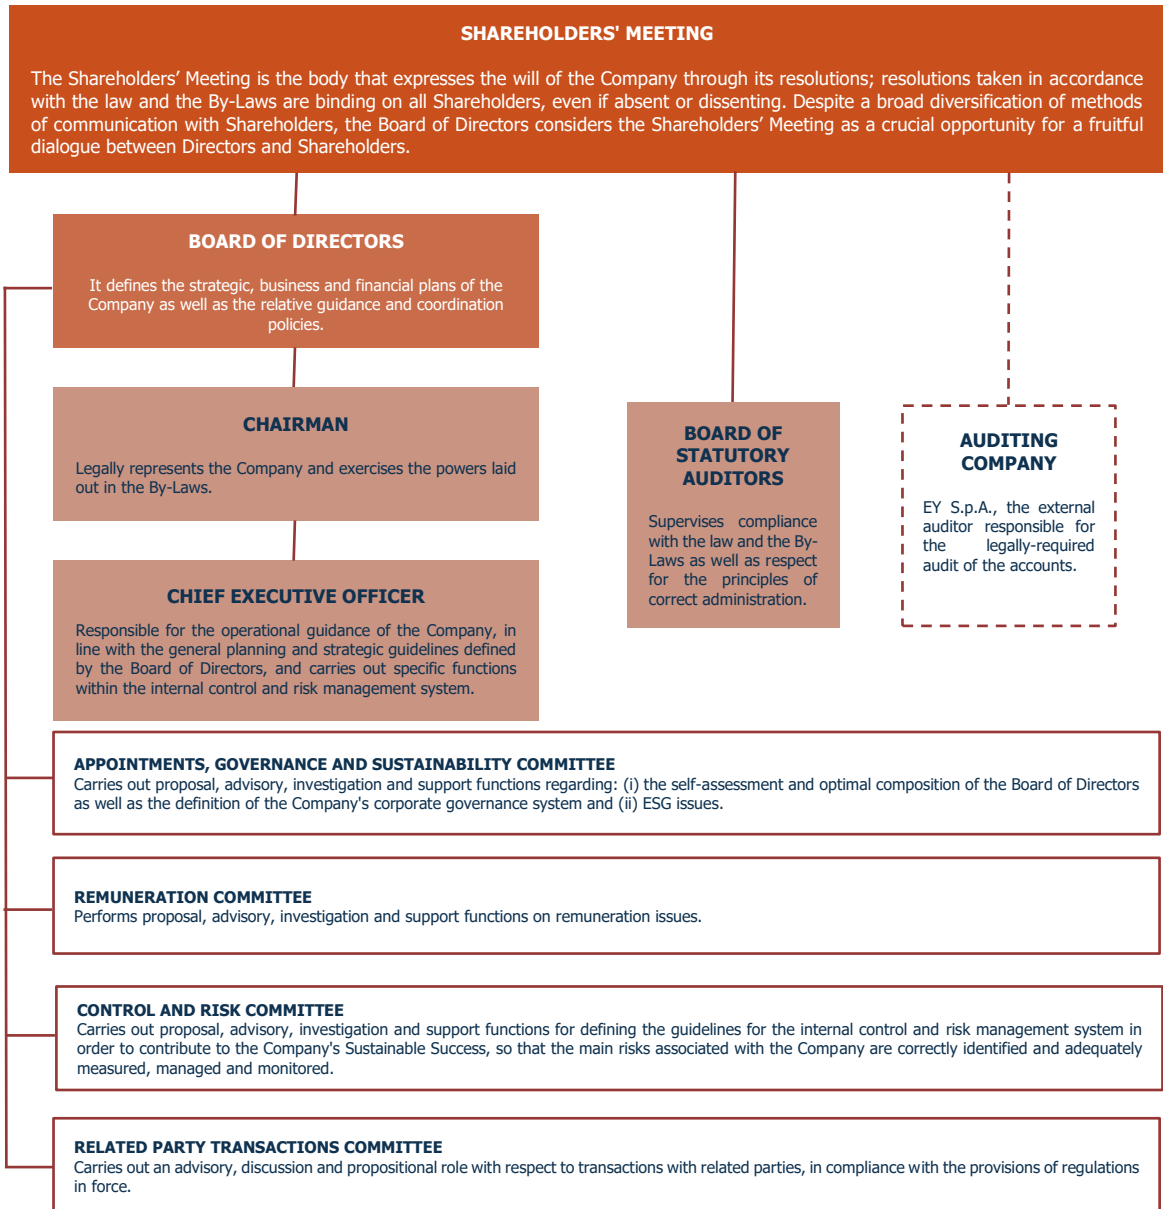 SHAREHOLDERS' MEETING
The Shareholders’ Meeting is the body that expresses the will of the Company through its resolutions; resolutions taken in accordance
with the law and the By-Laws are binding on all Shareholders, even if absent or dissenting. Despite a broad diversification of methods
of communication with Shareholders, the Board of Directors considers the Shareholders’ Meeting as a crucial opportunity for a fruitful
dialogue between Directors and Shareholders.
BOARD OF DIRECTORS
It defines the strategic, business and financial plans of the
Company as well as the relative guidance and coordination
policies.
CHAIRMAN
Legally represents the Company and exercises the powers laid
out in the By-Laws.
CHIEF EXECUTIVE OFFICER
Responsible for the operational guidance of the Company, in
line with the general planning and strategic guidelines defined
by the Board of Directors, and carries out specific functions
within the internal control and risk management system.
BOARD OF
STATUTORY
AUDITORS
Supervises compliance
with the law and the By-
Laws as well as respect
for the principles of
correct administration.
AUDITING
COMPANY
EY S.p.A., the external
auditor responsible for
the legally-required
audit of the accounts.
APPOINTMENTS, GOVERNANCE AND SUSTAINABILITY COMMITTEE
Carries out proposal, advisory, investigation and support functions regarding: (i) the self-assessment and optimal composition of the Board of Directors
as well as the definition of the Company's corporate governance system and (ii) ESG issues.
REMUNERATION COMMITTEE
Performs proposal, advisory, investigation and support functions on remuneration issues.
CONTROL AND RISK COMMITTEE
Carries out proposal, advisory, investigation and support functions for defining the guidelines for the internal control and risk management system in
order to contribute to the Company's Sustainable Success, so that the main risks associated with the Company are correctly identified and adequately
measured, managed and monitored.
RELATED PARTY TRANSACTIONS COMMITTEE
Carries out an advisory, discussion and propositional role with respect to transactions with related parties, in compliance with the provisions of regulations
in force.